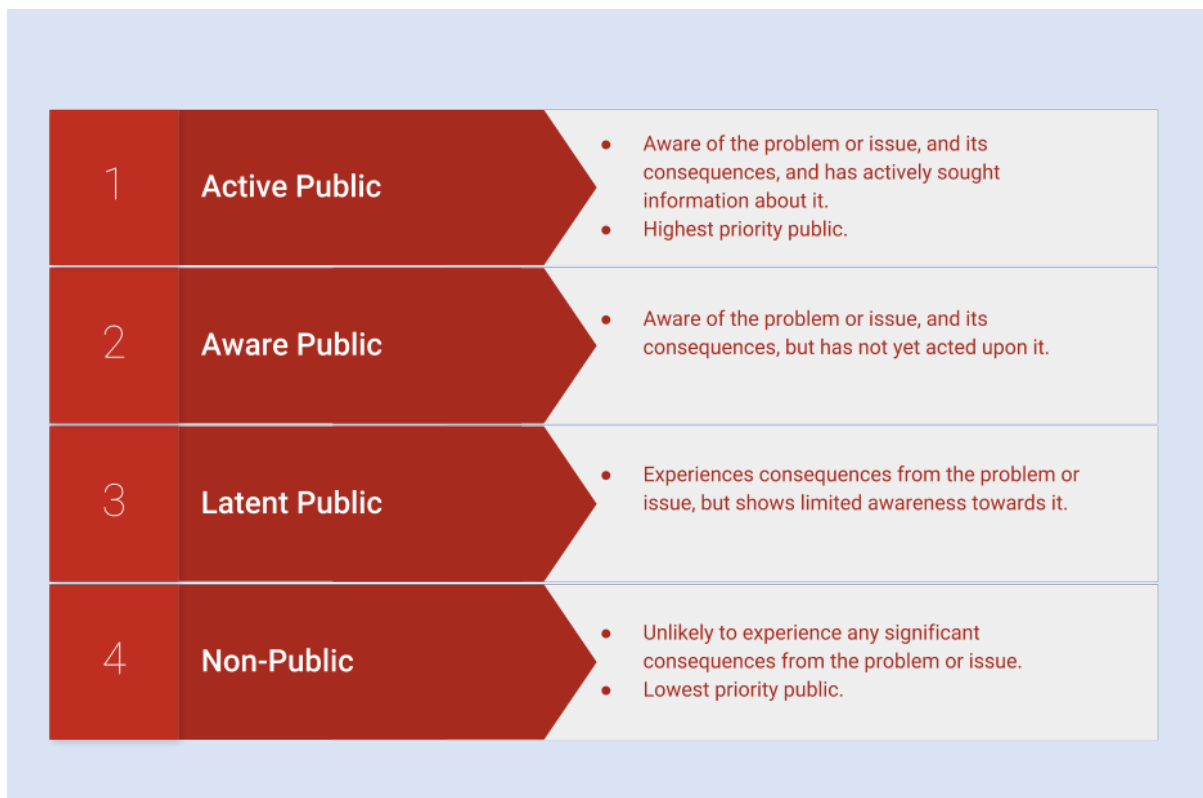 1
Active Public
● Aware of the problem or issue, and its
consequences, and has actively sought
information about it.
● Highest priority public.
2
Aware Public
● Aware of the problem or issue, and its
consequences, but has not yet acted upon it.
3
Latent Public
● Experiences consequences from the problem or
issue, but shows limited awareness towards it.
4
Non-Public
● Unlikely to experience any significant
consequences from the problem or issue.
● Lowest priority public.